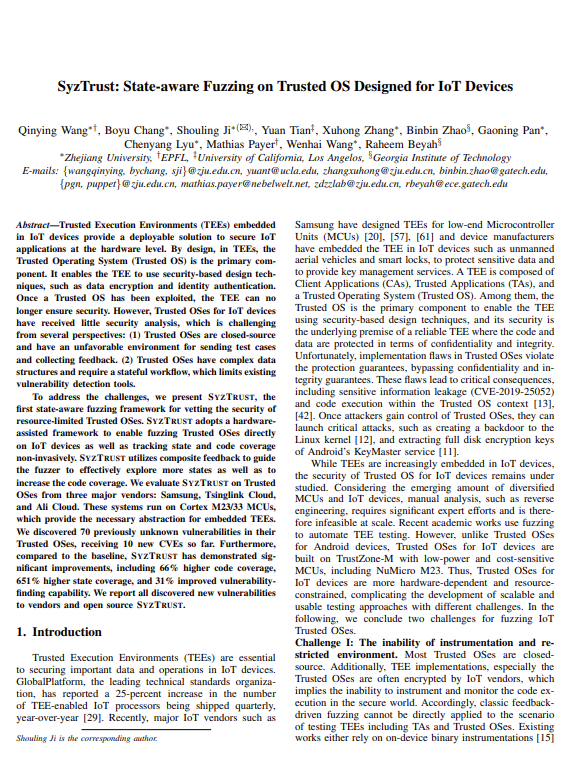 SyzTrust: State-aware Fuzzing on Trusted OS Designed for IoT Devices
Qinying Wang∗†, Boyu Chang∗, Shouling Ji∗(✉), Yuan Tian‡, Xuhong Zhang∗, Binbin Zhao§, Gaoning Pan∗,
Chenyang Lyu∗, Mathias Payer†, Wenhai Wang∗, Raheem Beyah§
∗Zhejiang University, †EPFL, ‡University of California, Los Angelos, §Georgia Institute of Technology
E-mails: {wangqinying, bychang, sji}@zju.edu.cn, yuant@ucla.edu, zhangxuhong@zju.edu.cn, binbin.zhao@gatech.edu,
{pgn, puppet}@zju.edu.cn, mathias.payer@nebelwelt.net, zdzzlab@zju.edu.cn, rbeyah@ece.gatech.edu
Abstract—Trusted Execution Environments (TEEs) embedded
in IoT devices provide a deployable solution to secure IoT
applications at the hardware level. By design, in TEEs, the
Trusted Operating System (Trusted OS) is the primary com-
ponent. It enables the TEE to use security-based design tech-
niques, such as data encryption and identity authentication.
Once a Trusted OS has been exploited, the TEE can no
longer ensure security. However, Trusted OSes for IoT devices
have received little security analysis, which is challenging
from several perspectives: (1) Trusted OSes are closed-source
and have an unfavorable environment for sending test cases
and collecting feedback. (2) Trusted OSes have complex data
structures and require a stateful workflow, which limits existing
vulnerability detection tools.
To address the challenges, we present SYZTRUST, the
first state-aware fuzzing framework for vetting the security of
resource-limited Trusted OSes. SYZTRUST adopts a hardware-
assisted framework to enable fuzzing Trusted OSes directly
on IoT devices as well as tracking state and code coverage
non-invasively. SYZTRUST utilizes composite feedback to guide
the fuzzer to effectively explore more states as well as to
increase the code coverage. We evaluate SYZTRUST on Trusted
OSes from three major vendors: Samsung, Tsinglink Cloud,
and Ali Cloud. These systems run on Cortex M23/33 MCUs,
which provide the necessary abstraction for embedded TEEs.
We discovered 70 previously unknown vulnerabilities in their
Trusted OSes, receiving 10 new CVEs so far. Furthermore,
compared to the baseline, SYZTRUST has demonstrated sig-
nificant improvements, including 66% higher code coverage,
651% higher state coverage, and 31% improved vulnerability-
finding capability. We report all discovered new vulnerabilities
to vendors and open source SYZTRUST.
1. Introduction
Trusted Execution Environments (TEEs) are essential
to securing important data and operations in IoT devices.
GlobalPlatform, the leading technical standards organiza-
tion, has reported a 25-percent increase in the number
of TEE-enabled IoT processors being shipped quarterly,
year-over-year [29]. Recently, major IoT vendors such as
Shouling Ji is the corresponding author.
Samsung have designed TEEs for low-end Microcontroller
Units (MCUs) [20], [57], [61] and device manufacturers
have embedded the TEE in IoT devices such as unmanned
aerial vehicles and smart locks, to protect sensitive data and
to provide key management services. A TEE is composed of
Client Applications (CAs), Trusted Applications (TAs), and
a Trusted Operating System (Trusted OS). Among them, the
Trusted OS is the primary component to enable the TEE
using security-based design techniques, and its security is
the underlying premise of a reliable TEE where the code and
data are protected in terms of confidentiality and integrity.
Unfortunately, implementation flaws in Trusted OSes violate
the protection guarantees, bypassing confidentiality and in-
tegrity guarantees. These flaws lead to critical consequences,
including sensitive information leakage (CVE-2019-25052)
and code execution within the Trusted OS context [13],
[42]. Once attackers gain control of Trusted OSes, they can
launch critical attacks, such as creating a backdoor to the
Linux kernel [12], and extracting full disk encryption keys
of Android's KeyMaster service [11].
While TEEs are increasingly embedded in IoT devices,
the security of Trusted OS for IoT devices remains under
studied. Considering the emerging amount of diversified
MCUs and IoT devices, manual analysis, such as reverse
engineering, requires significant expert efforts and is there-
fore infeasible at scale. Recent academic works use fuzzing
to automate TEE testing. However, unlike Trusted OSes
for Android devices, Trusted OSes for IoT devices are
built on TrustZone-M with low-power and cost-sensitive
MCUs, including NuMicro M23. Thus, Trusted OSes for
IoT devices are more hardware-dependent and resource-
constrained, complicating the development of scalable and
usable testing approaches with different challenges. In the
following, we conclude two challenges for fuzzing IoT
Trusted OSes.
Challenge I: The inability of instrumentation and re-
stricted environment. Most Trusted OSes are closed-
source. Additionally, TEE implementations, especially the
Trusted OSes are often encrypted by IoT vendors, which
implies the inability to instrument and monitor the code ex-
ecution in the secure world. Accordingly, classic feedback-
driven fuzzing cannot be directly applied to the scenario
of testing TEEs including TAs and Trusted OSes. Existing
works either rely on on-device binary instrumentations [15]